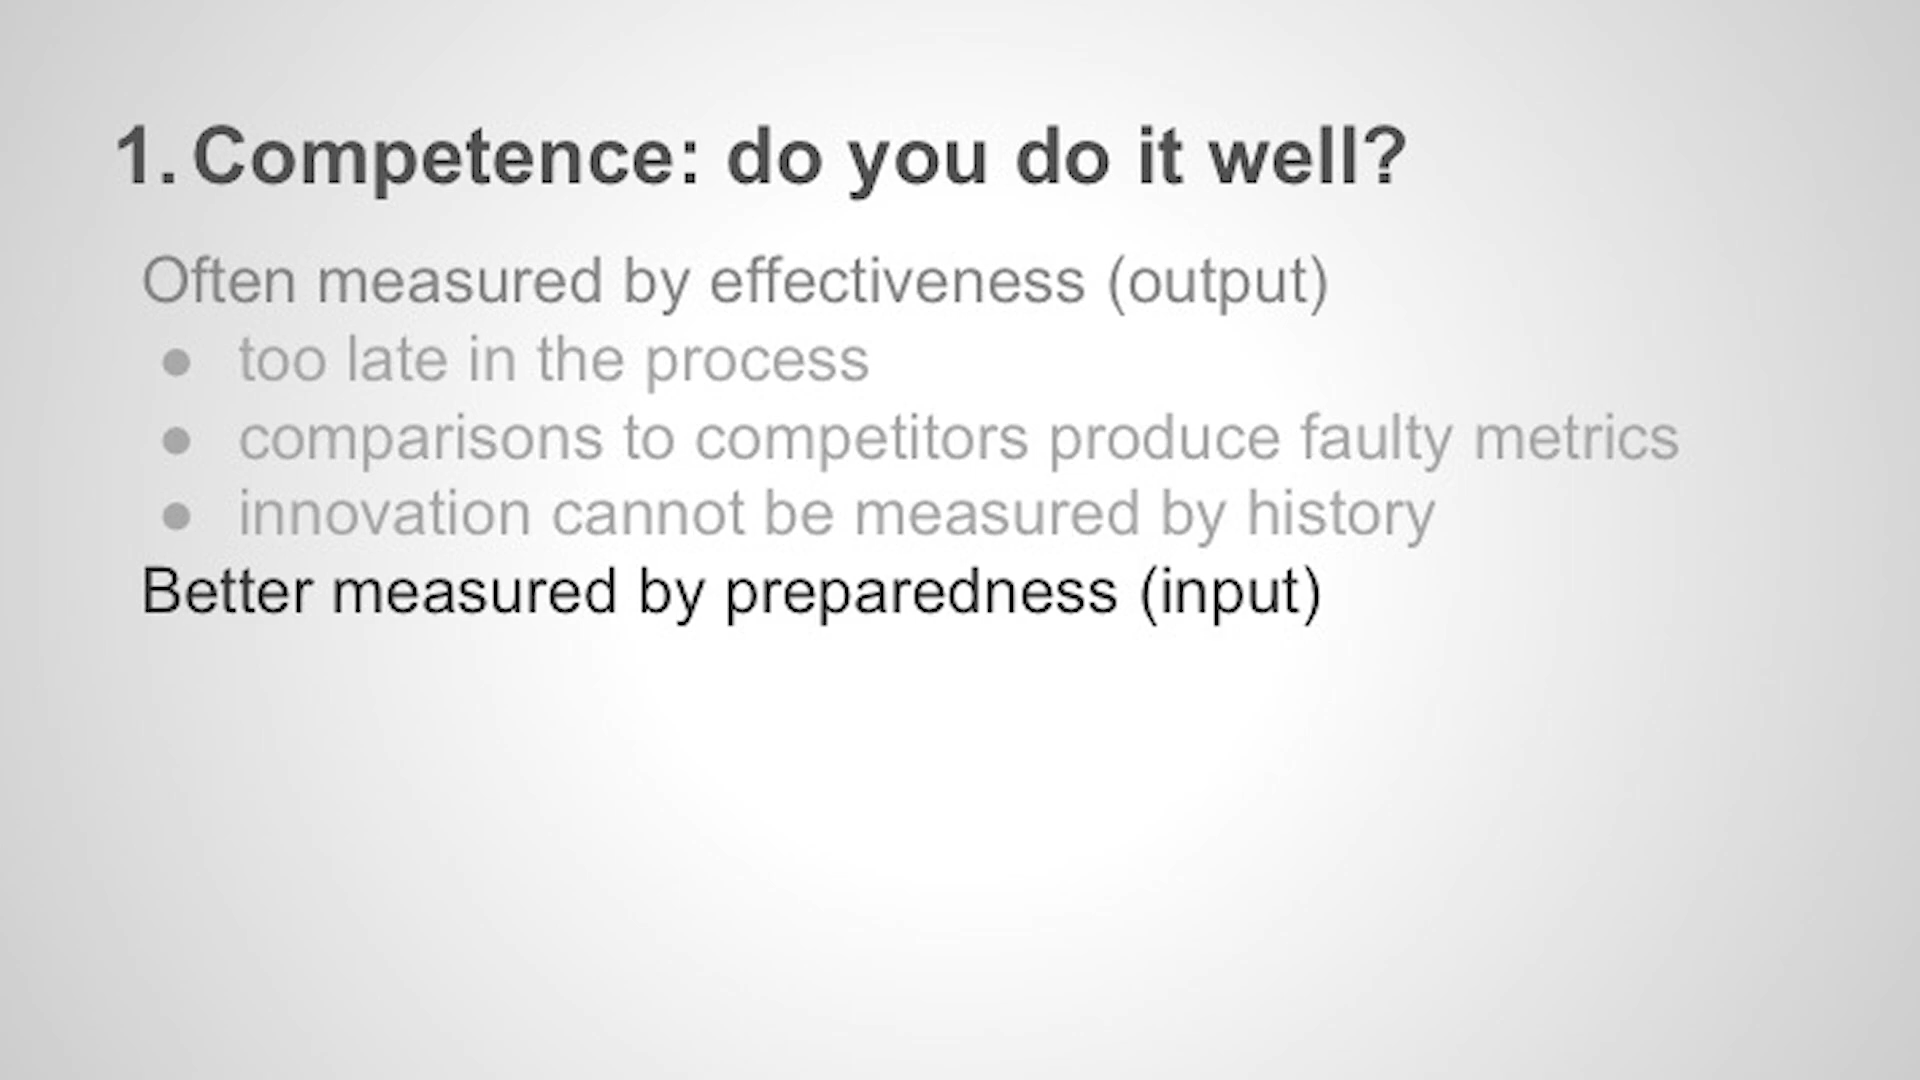 1. Competence: do you do it well?
Often measured by effectiveness (output)
● too late in the process
● comparisons to competitors produce faulty metrics
● innovation cannot be measured by history
Better measured by preparedness (input)